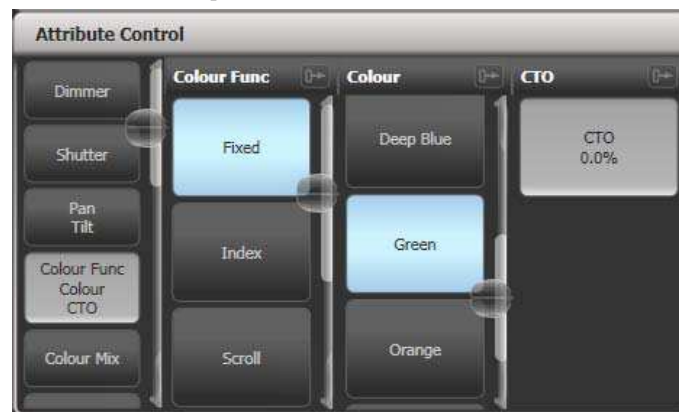 Attribute Control
Dimmer
Shutter
Pan
Tilt
Colour Func
Colour
CTO
Colour Mix
Colour Func
Fixed
Index
Scroll
Colour
Deep Blue
Green
Orange
CTO
CTO
0.0%